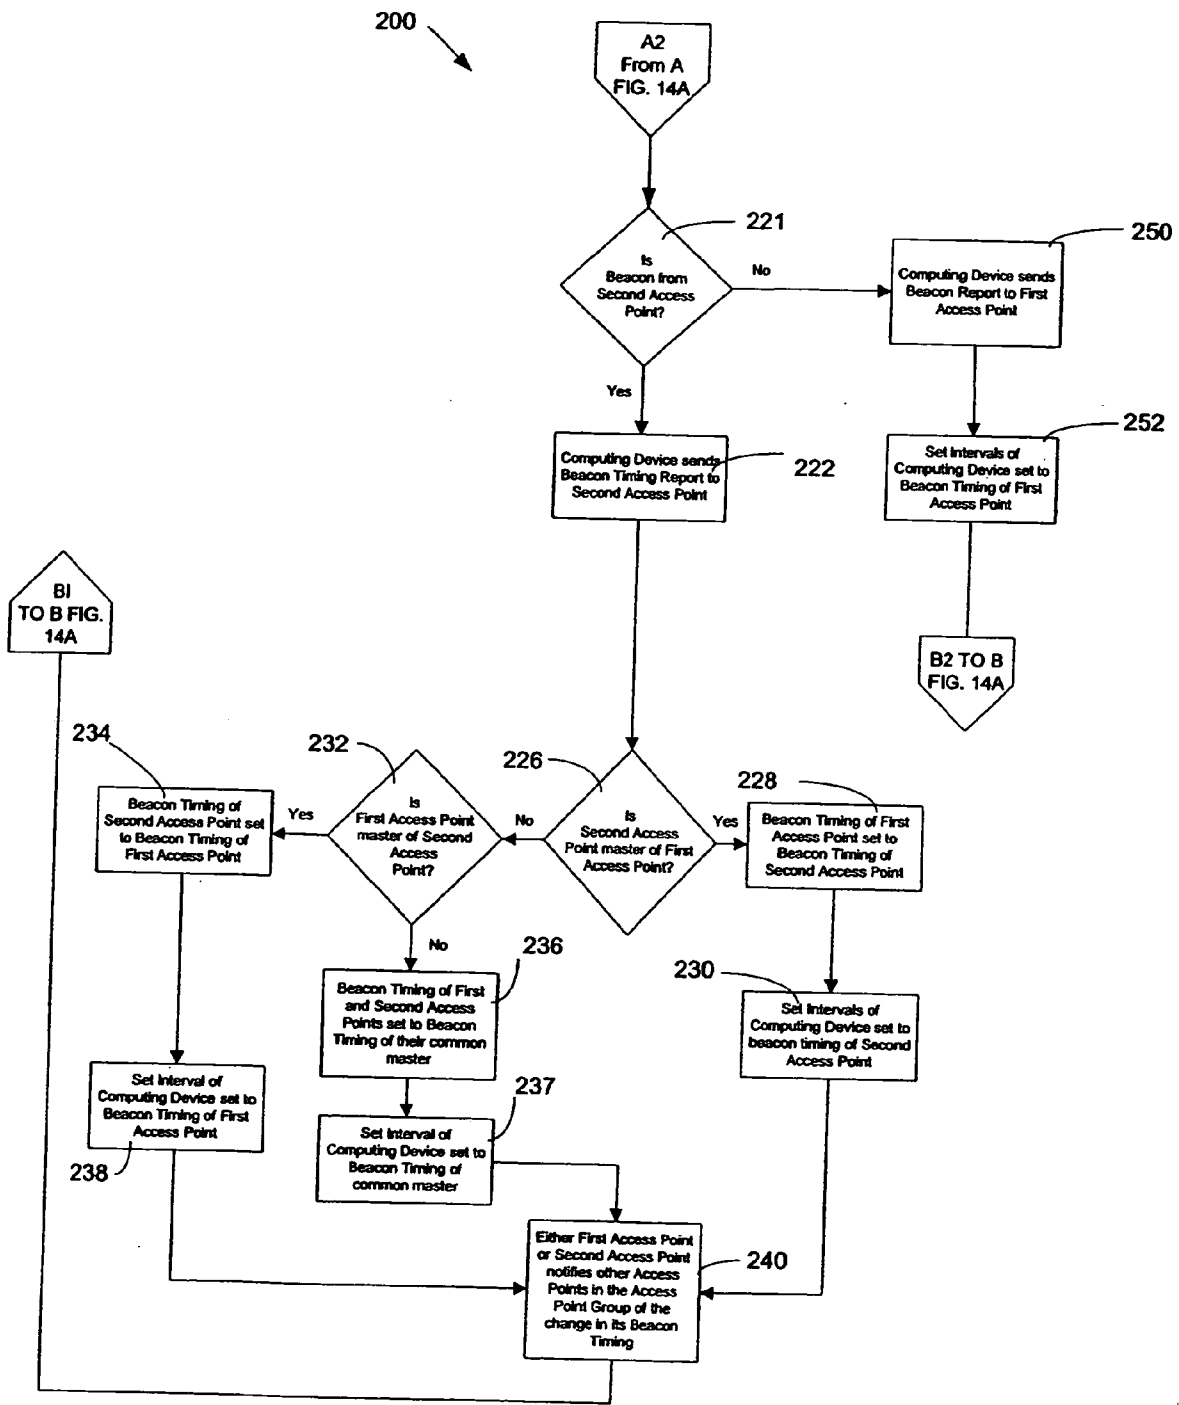 200
A2
From A
FIG. 14A
221
Is
Beacon from
Second Access
Point?
No
250
Computing Device sends
Beacon Report to First
Access Point
Yes
252
Set Intervals of
Computing Device set to
Beacon Timing of First
Access Point
Computing Device sends
Beacon Timing Report to
Second Access Point
222
B1
TO B FIG.
14A
B2 TO B
FIG. 14A
234
Beacon Timing of
Second Access Point set
to Beacon Timing of
First Access Point
Yes
232
Is
First Access Point
master of Second
Access
Point?
No
226
Is
Second Access
Point master of First
Access Point?
Yes
228
Beacon Timing of First
Access Point set to
Beacon Timing of
Second Access Point
No
236
Beacon Timing of First
and Second Access
Points set to Beacon
Timing of their common
master
230
Set Intervals of
Computing Device set to
beacon timing of Second
Access Point
Set Interval of
Computing Device set to
Beacon Timing of First
Access Point
238
237
Set Interval of
Computing Device set to
Beacon Timing of
common master
Either First Access Point
or Second Access Point
notifies other Access
Points in the Access
Point Group of the
change in its Beacon
Timing
240